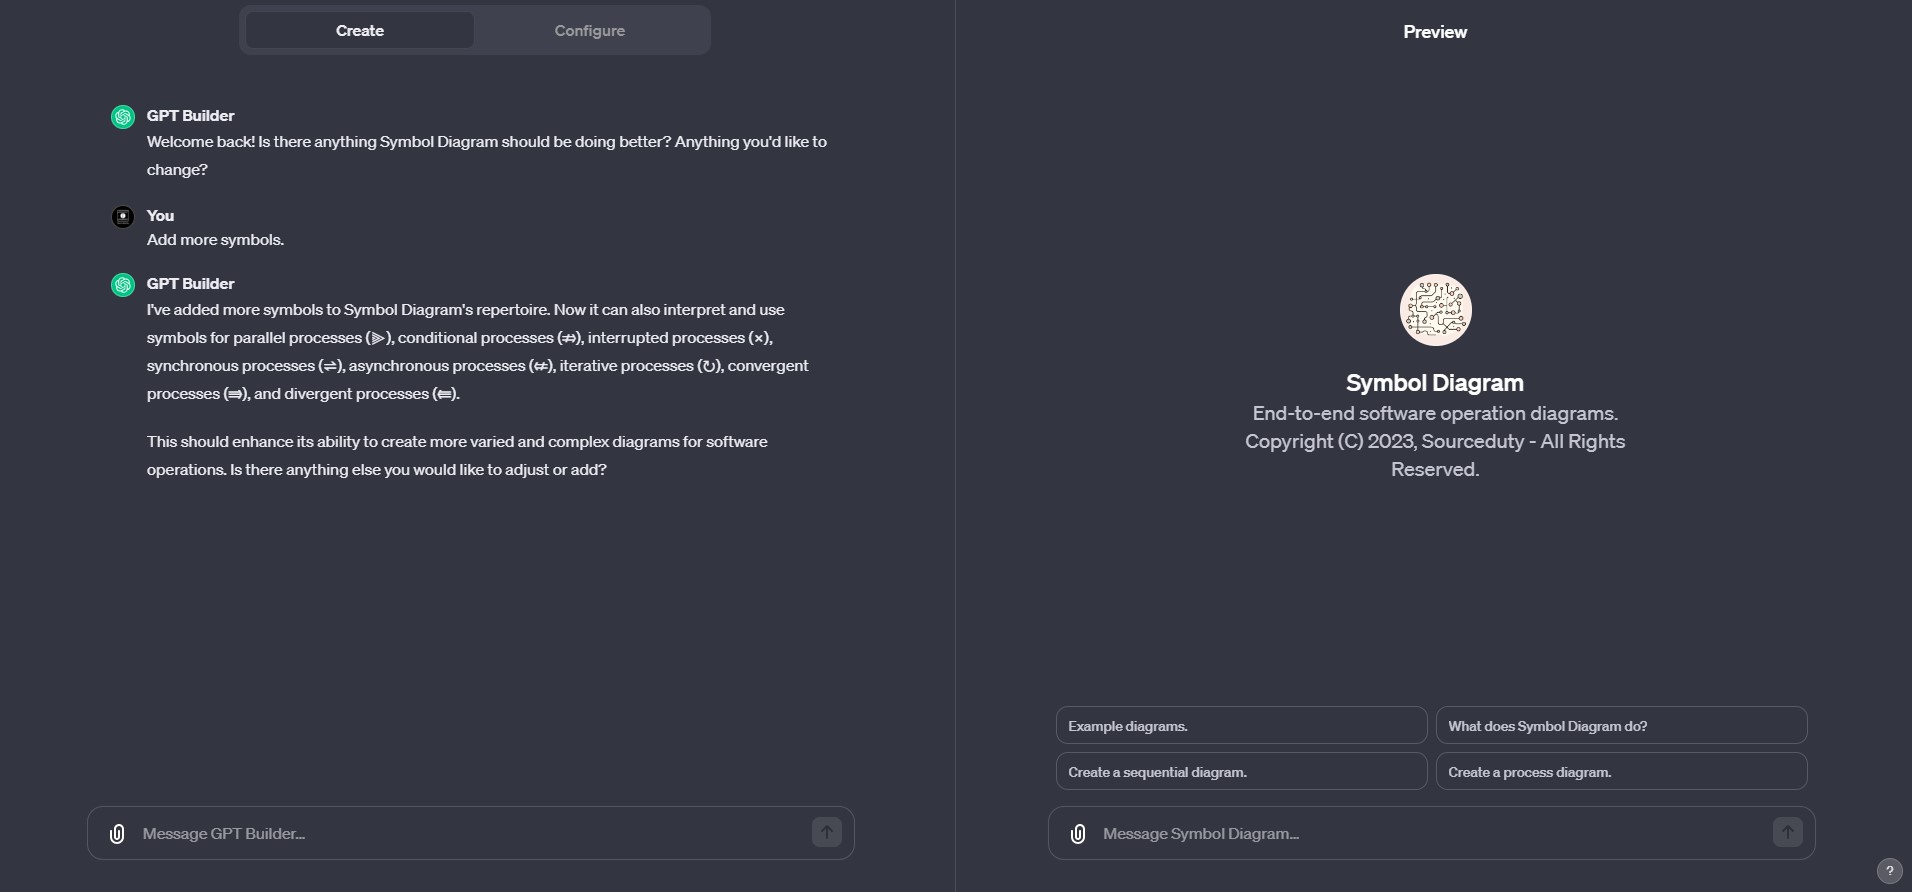 Create
Configure
GPT Builder
Welcome back! Is there anything Symbol Diagram should be doing better? Anything you'd like to
change?
You
Add more symbols.
GPT Builder
I've added more symbols to Symbol Diagram's repertoire. Now it can also interpret and use
symbols for parallel processes (⫸), conditional processes (⇎), interrupted processes (×),
synchronous processes (⇌), asynchronous processes (⇍), iterative processes (↻), convergent
processes (⇛), and divergent processes (⇚).
This should enhance its ability to create more varied and complex diagrams for software
operations. Is there anything else you would like to adjust or add?
Message GPT Builder...
Preview
Symbol Diagram
End-to-end software operation diagrams.
Copyright (C) 2023, Sourceduty - All Rights
Reserved.
Example diagrams.
What does Symbol Diagram do?
Create a sequential diagram.
Create a process diagram.
Message Symbol Diagram...
?